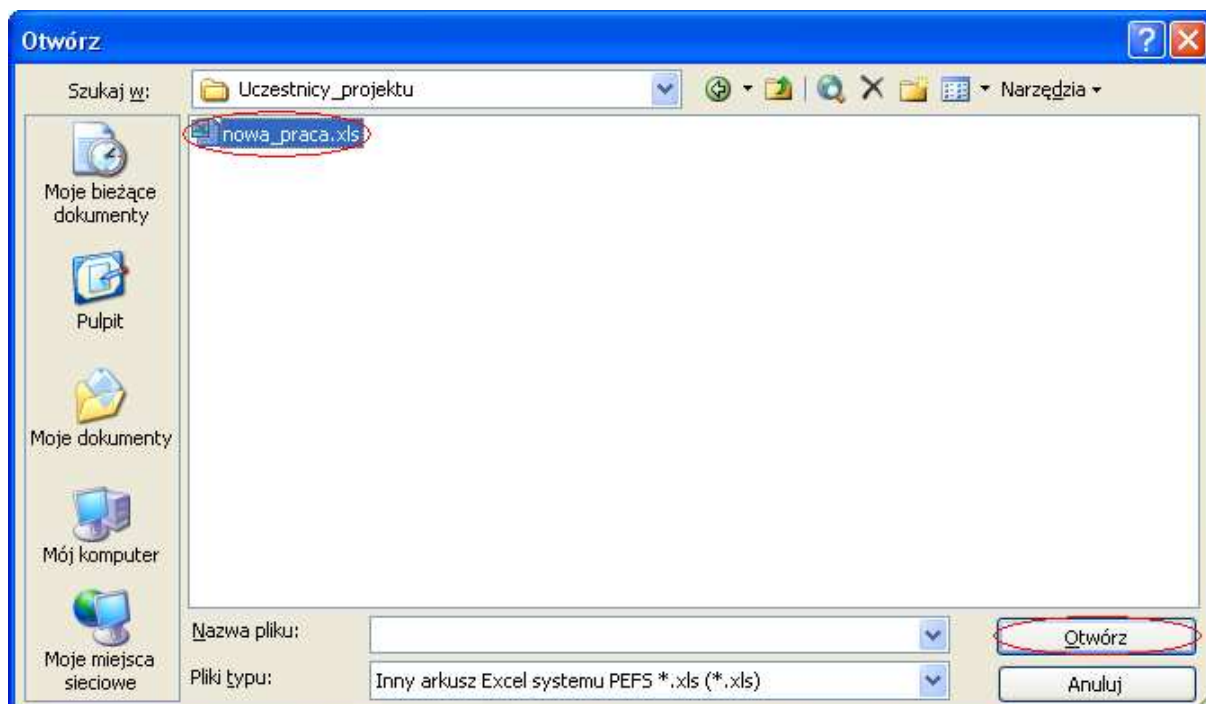 Otwórz
Szukaj w:
Uczestnicy_projektu
Narzędzia
nowa_praca.xls
Moje bieżące
dokumenty
Pulpit
Moje dokumenty
Mój komputer
Moje miejsca
sieciowe
Nazwa pliku:
Otwórz
Pliki typu:
Inny arkusz Excel systemu PEFS *.xls (*.xls)
Anuluj